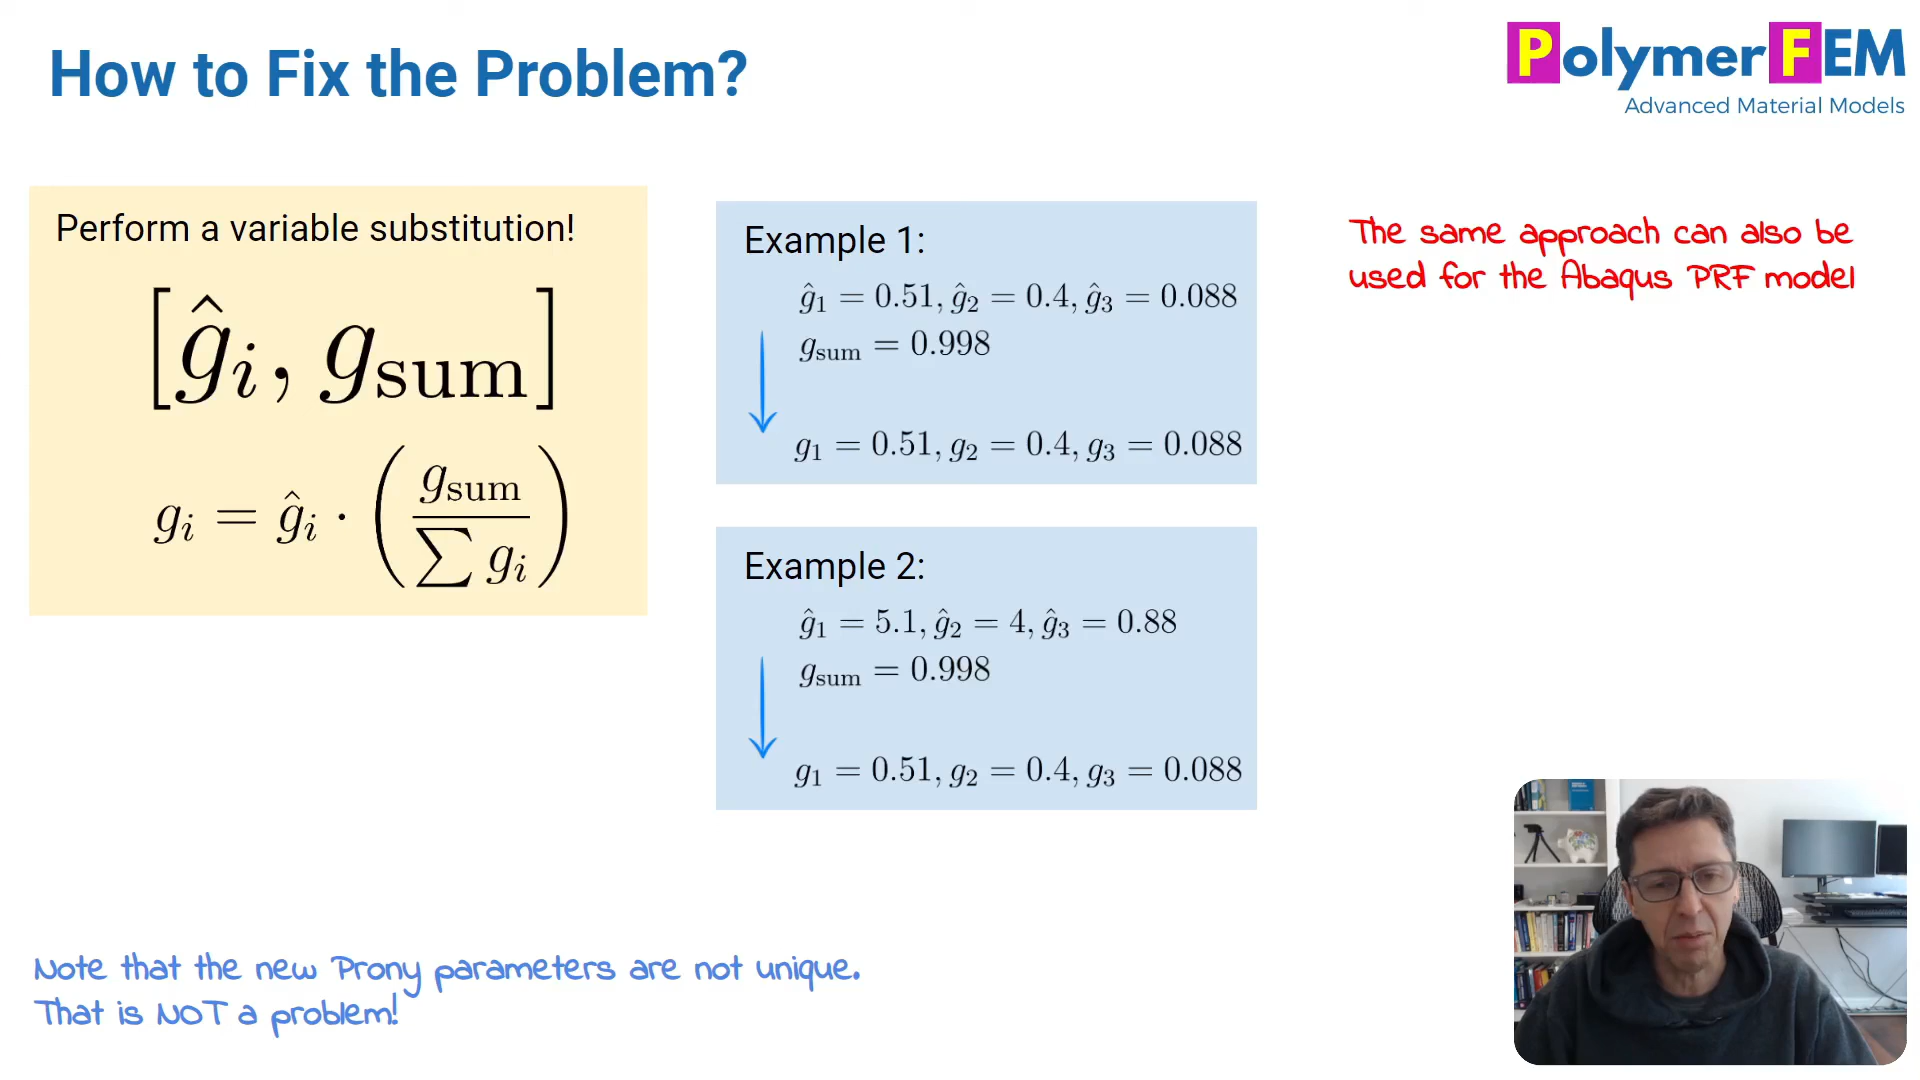 How to Fix the Problem?
PolymerFEM
Advanced Material Models
Perform a variable substitution!
[ĝᵢ, g_sum]
gᵢ = ĝᵢ · (g_sum / ∑ gᵢ)
Example 1:
ĝ₁ = 0.51, ĝ₂ = 0.4, ĝ₃ = 0.088
g_sum = 0.998
g₁ = 0.51, g₂ = 0.4, g₃ = 0.088
Example 2:
ĝ₁ = 5.1, ĝ₂ = 4, ĝ₃ = 0.88
g_sum = 0.998
g₁ = 0.51, g₂ = 0.4, g₃ = 0.088
The same approach can also be
used for the Abaqus PRF model
Note that the new Prony parameters are not unique.
That is NOT a problem!